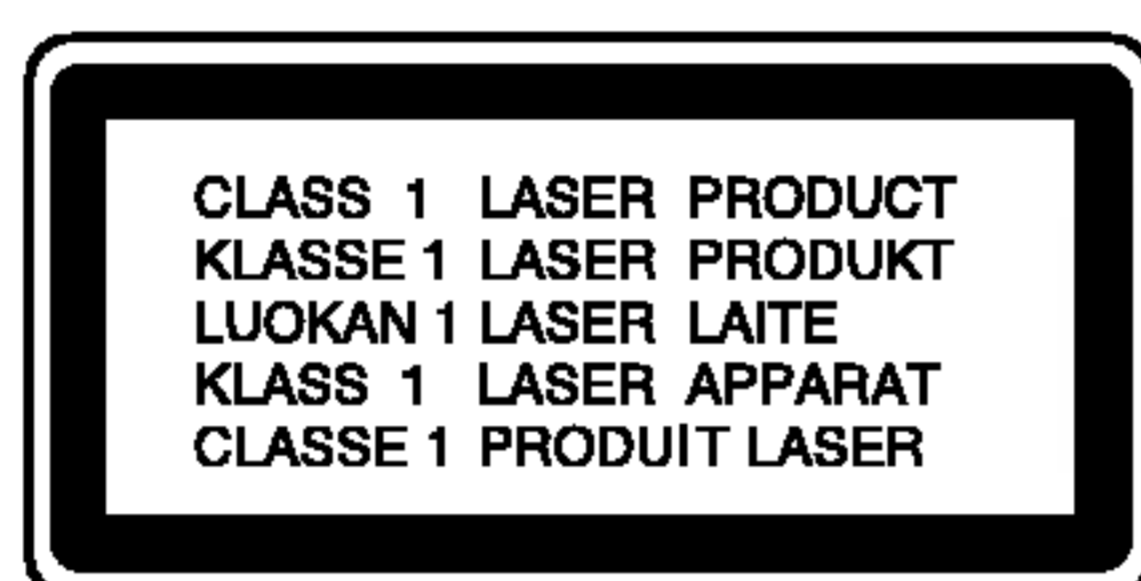 CLASS 1 LASER PRODUCT
KLASSE 1 LASER PRODUKT
LUOKAN 1 LASER LAITE
KLASS 1 LASER APPARAT
CLASSE 1 PRODUIT LASER